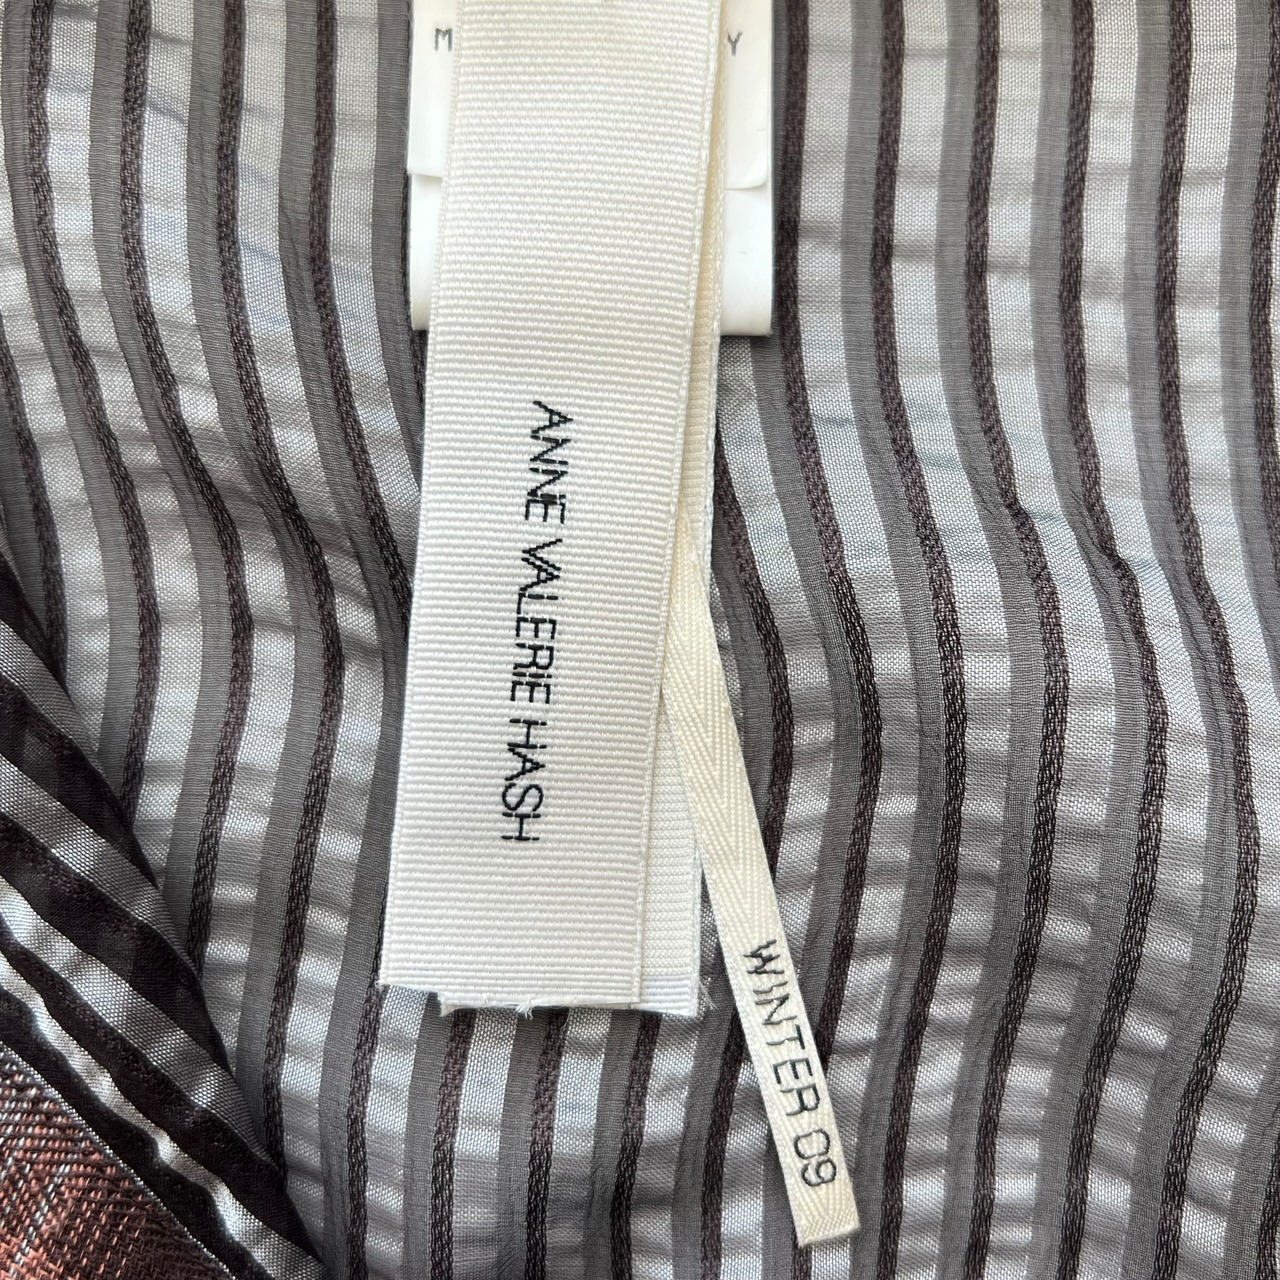 M Y
ANNE VALERIE HASH
WINTER 09